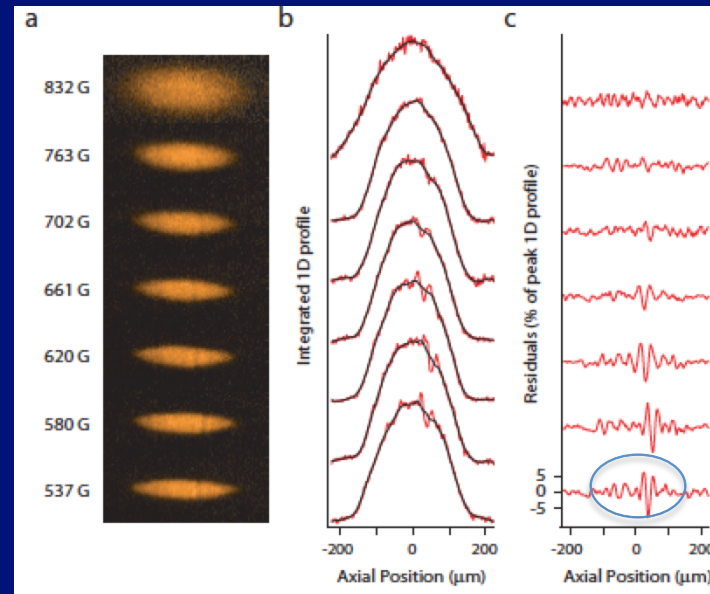 a
b
c
832 G
763 G
702 G
661 G
620 G
580 G
537 G
Integrated 1D profile
-200
0
200
Axial Position (µm)
Residuals (% of peak 1D profile)
5
0
-5
-200
0
200
Axial Position (µm)